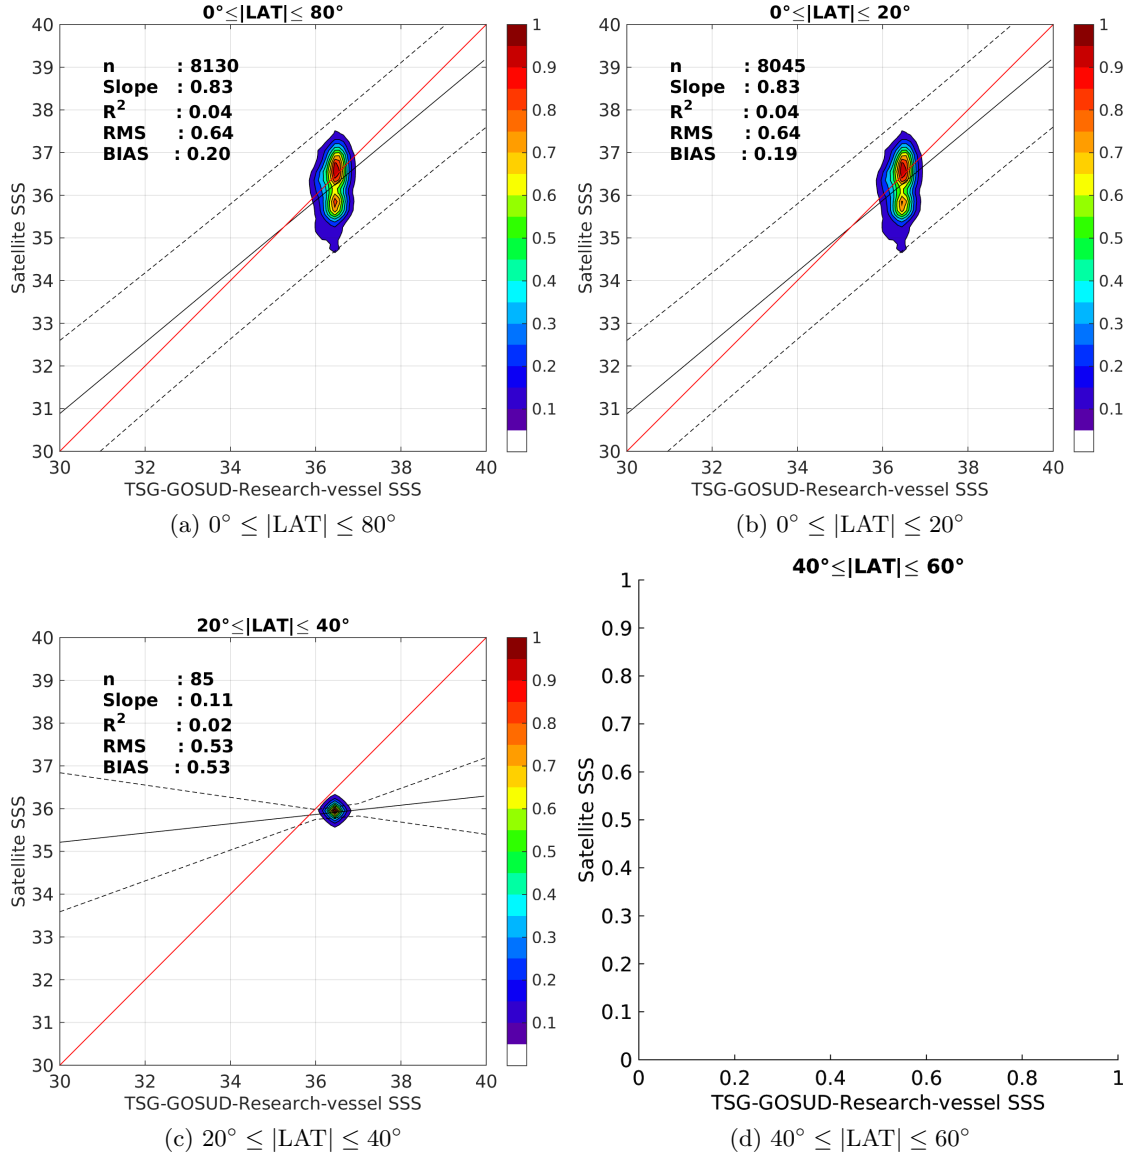 0°≤|LAT|≤ 80°
n : 8130
Slope : 0.83
R² : 0.04
RMS : 0.64
BIAS : 0.20
40
39
38
37
36
35
34
33
32
31
30
30 32 34 36 38 40
1
0.9
0.8
0.7
0.6
0.5
0.4
0.3
0.2
0.1
Satellite SSS
TSG-GOSUD-Research-vessel SSS
(a) 0° ≤ |LAT| ≤ 80°
0°≤|LAT|≤ 20°
n : 8045
Slope : 0.83
R² : 0.04
RMS : 0.64
BIAS : 0.19
40
39
38
37
36
35
34
33
32
31
30
30 32 34 36 38 40
1
0.9
0.8
0.7
0.6
0.5
0.4
0.3
0.2
0.1
Satellite SSS
TSG-GOSUD-Research-vessel SSS
(b) 0° ≤ |LAT| ≤ 20°
20°≤|LAT|≤ 40°
n : 85
Slope : 0.11
R² : 0.02
RMS : 0.53
BIAS : 0.53
40
39
38
37
36
35
34
33
32
31
30
30 32 34 36 38 40
1
0.9
0.8
0.7
0.6
0.5
0.4
0.3
0.2
0.1
Satellite SSS
TSG-GOSUD-Research-vessel SSS
(c) 20° ≤ |LAT| ≤ 40°
40°≤|LAT|≤ 60°
1
0.9
0.8
0.7
0.6
0.5
0.4
0.3
0.2
0.1
0
0 0.2 0.4 0.6 0.8 1
Satellite SSS
TSG-GOSUD-Research-vessel SSS
(d) 40° ≤ |LAT| ≤ 60°